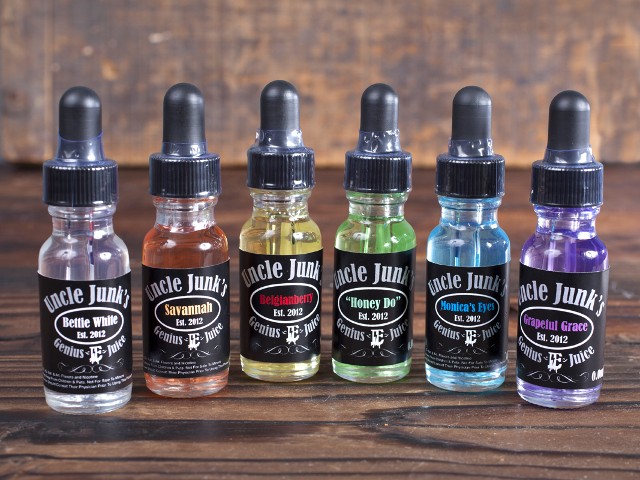 Uncle Junk's
Bettie White
Est. 2012
Genius Juice
Uncle Junk's
Savannah
Est. 2012
Genius Juice
Uncle Junk's
Belgianberry
Est. 2012
Genius Juice
Uncle Junk's
"Honey Do"
Est. 2012
Genius Juice
Uncle Junk's
Monica's Eyes
Est. 2012
Genius Juice
Uncle Junk's
Grapeful Grace
Est. 2012
Genius Juice